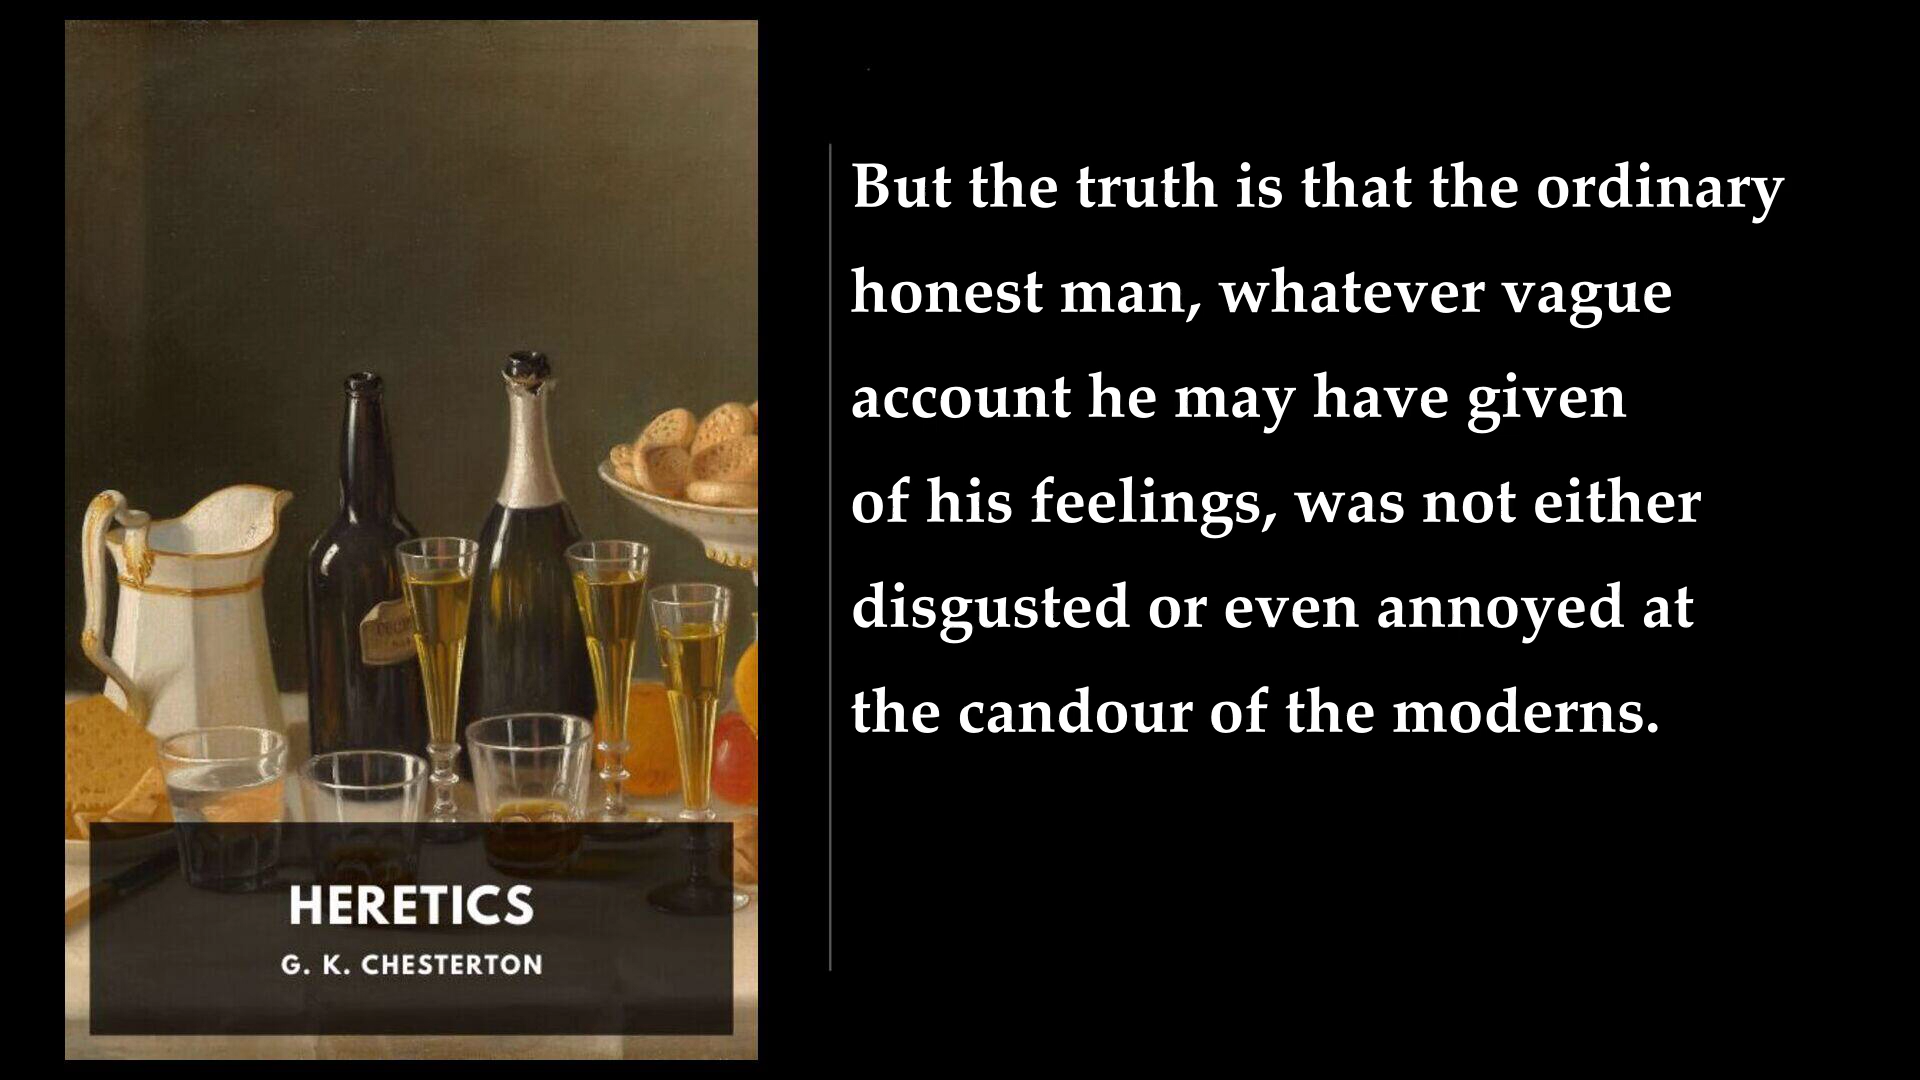 But the truth is that the ordinary
honest man, whatever vague
account he may have given
of his feelings, was not either
disgusted or even annoyed at
the candour of the moderns.
HERETICS
G. K. CHESTERTON